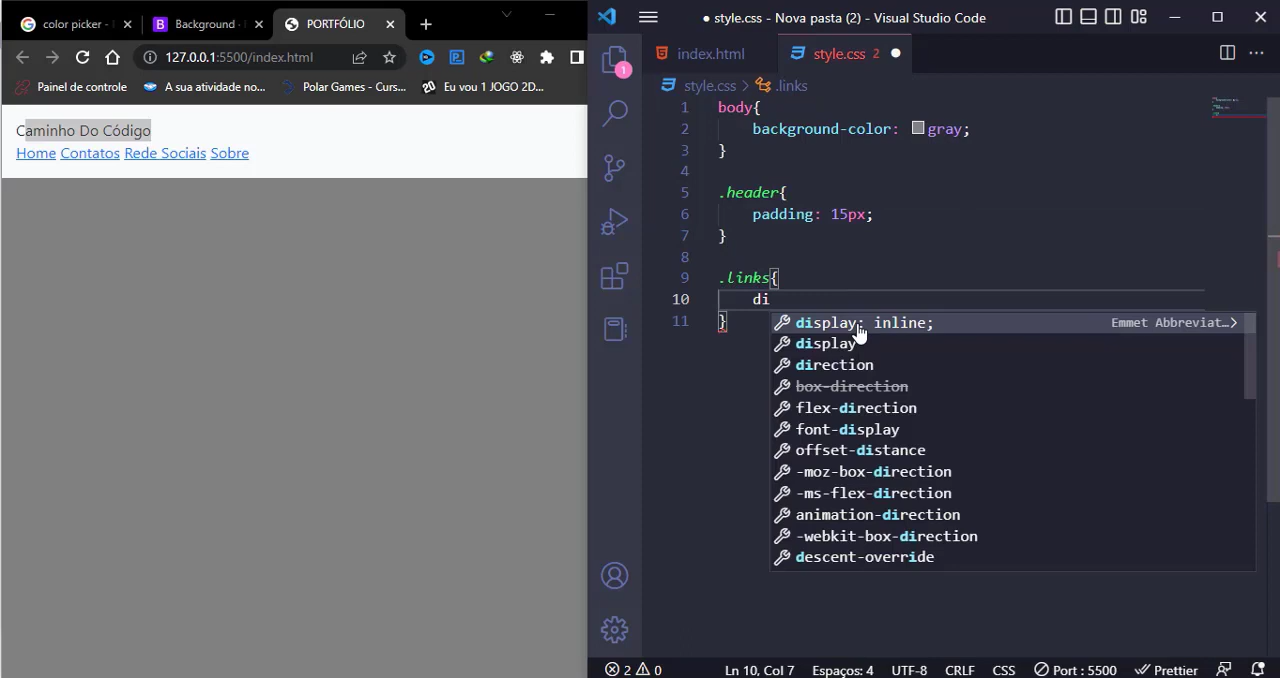 color picker -
Background -
PORTFÓLIO
127.0.0.1:5500/index.html
Painel de controle
A sua atividade no...
Polar Games - Curs...
Eu vou 1 JOGO 2D...
Caminho Do Código
Home Contatos Rede Sociais Sobre
● style.css - Nova pasta (2) - Visual Studio Code
index.html
style.css 2 ●
style.css > .links
1
1 body{
2 background-color: gray;
3 }
4
5 .header{
6 padding: 15px;
7 }
8
9 .links{
10 di
11 }
display: inline; Emmet Abbreviat...
display
direction
box-direction
flex-direction
font-display
offset-distance
-moz-box-direction
-ms-flex-direction
animation-direction
-webkit-box-direction
descent-override
2 0 Ln 10, Col 7 Espaços: 4 UTF-8 CRLF CSS Port : 5500 Prettier